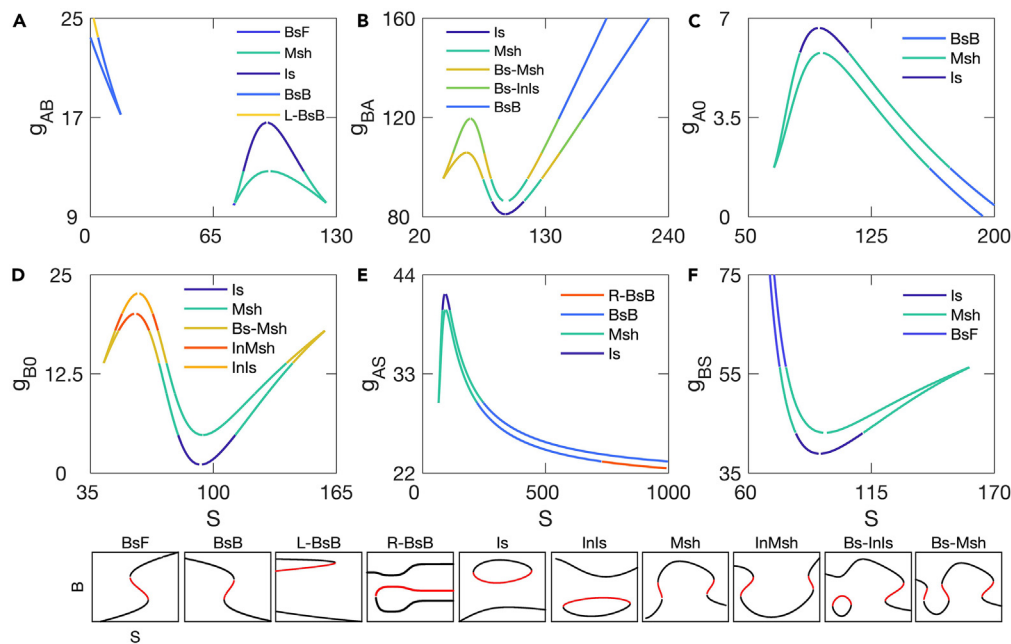 A
25
17
9
g_AB
0
65
130
BsF
Msh
Is
BsB
L-BsB
B
160
120
80
g_BA
20
130
240
Is
Msh
Bs-Msh
Bs-InIs
BsB
C
7
3.5
0
g_A0
50
125
200
BsB
Msh
Is
D
25
12.5
0
g_B0
35
100
165
S
Is
Msh
Bs-Msh
InMsh
InIs
E
44
33
22
g_AS
0
500
1000
S
R-BsB
BsB
Msh
Is
F
75
55
35
g_BS
60
115
170
S
Is
Msh
BsF
BsF BsB L-BsB R-BsB Is InIs Msh InMsh Bs-InIs Bs-Msh
B
S